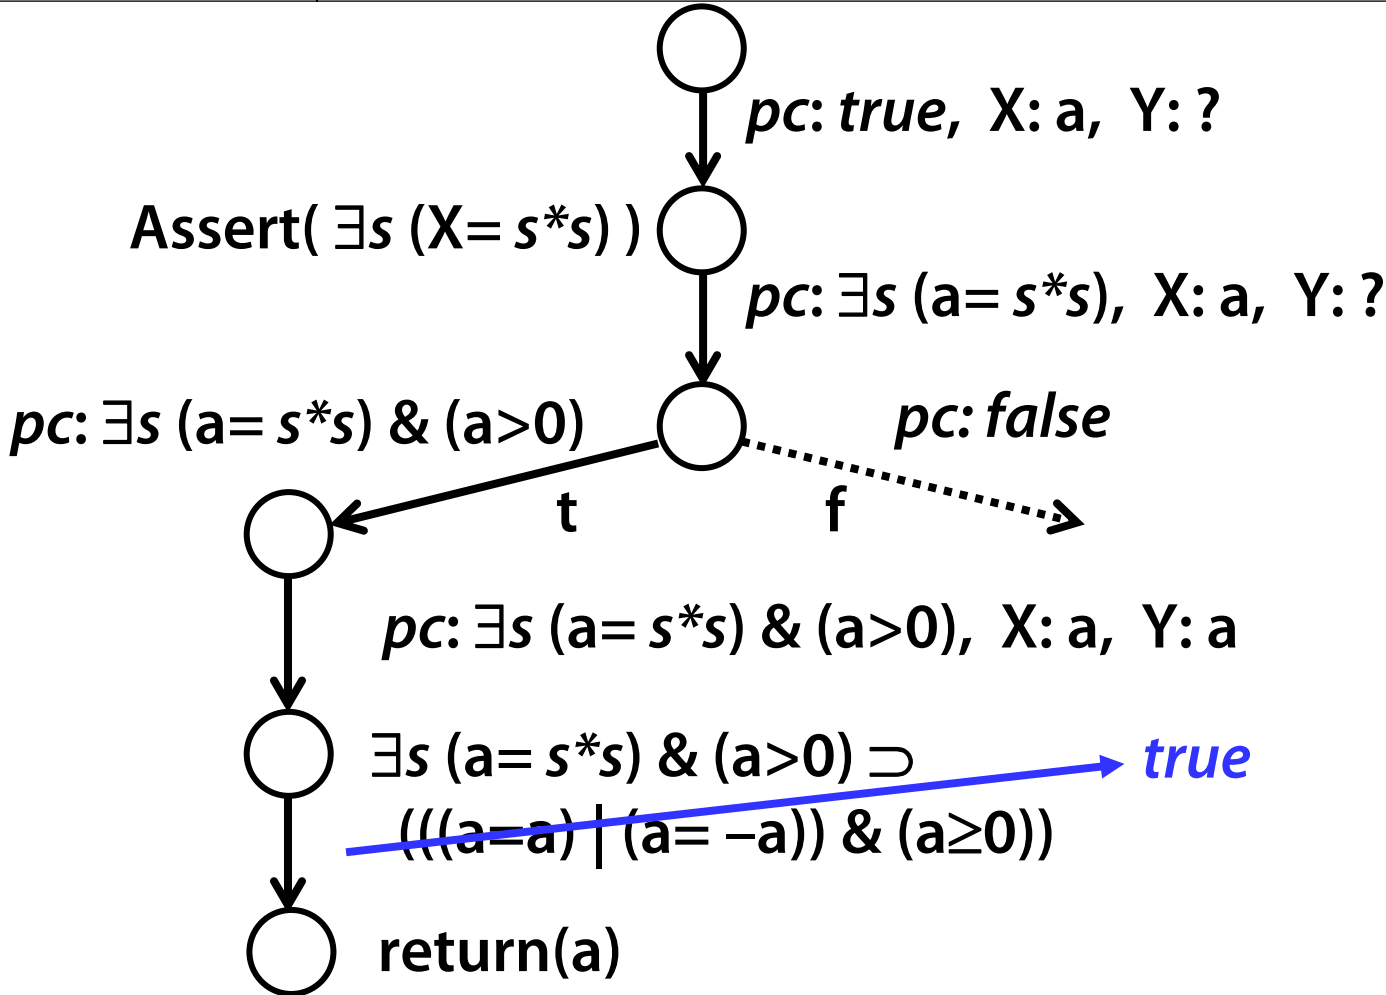 pc: true,  X: a,  Y: ?
Assert( ∃s (X= s*s) )
pc: ∃s (a= s*s),  X: a,  Y: ?
pc: ∃s (a= s*s) & (a>0)
pc: false
t
f
pc: ∃s (a= s*s) & (a>0),  X: a,  Y: a
∃s (a= s*s) & (a>0) ⊃
true
(((a=a) | (a= –a)) & (a≥0))
return(a)